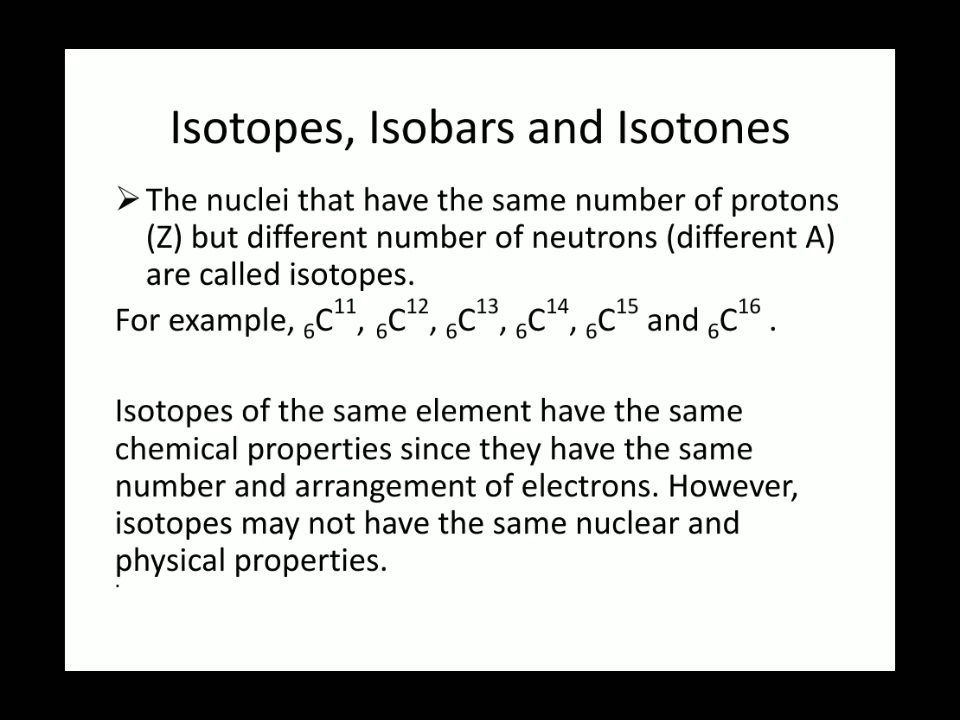 Isotopes, Isobars and Isotones
➢ The nuclei that have the same number of protons
(Z) but different number of neutrons (different A)
are called isotopes.
For example, ₆C¹¹, ₆C¹², ₆C¹³, ₆C¹⁴, ₆C¹⁵ and ₆C¹⁶ .
Isotopes of the same element have the same
chemical properties since they have the same
number and arrangement of electrons. However,
isotopes may not have the same nuclear and
physical properties.
.